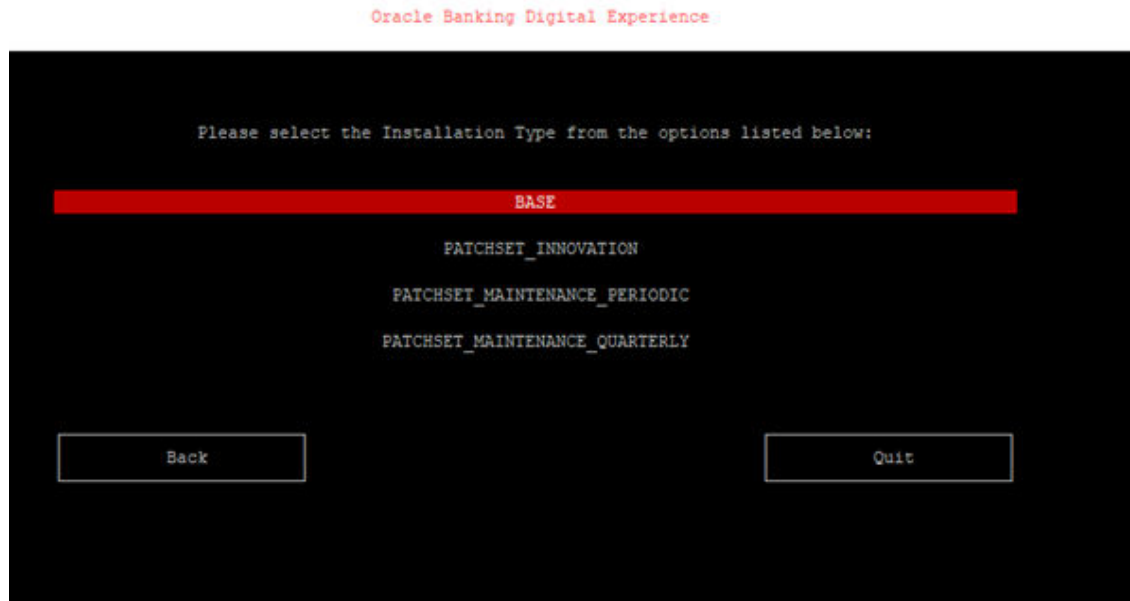 Oracle Banking Digital Experience
Please select the Installation Type from the options listed below:
BASE
PATCHSET_INNOVATION
PATCHSET_MAINTENANCE_PERIODIC
PATCHSET_MAINTENANCE_QUARTERLY
Back
Quit